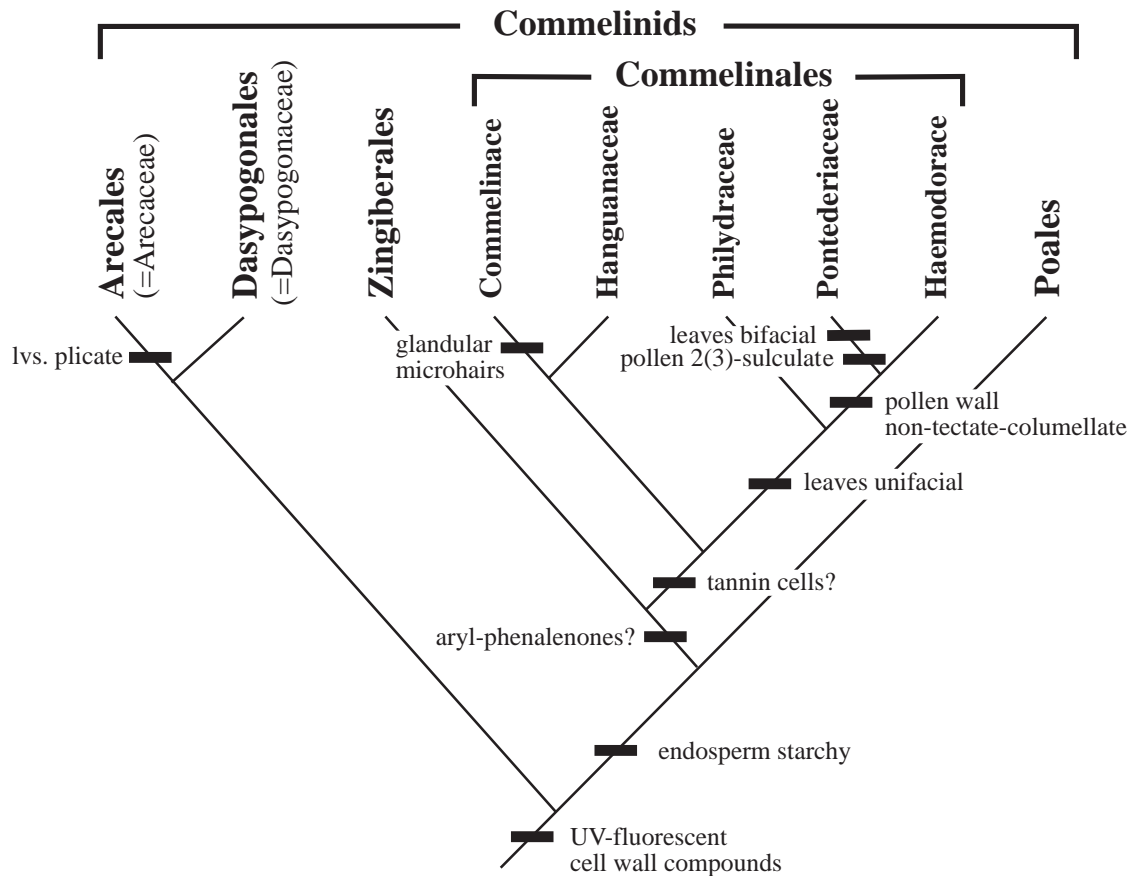 Commelinids
Commelinales
Arecales
(=Arecaceae)
Dasypogonales
(=Dasypogonaceae)
Zingiberales
Commelinace
Hanguanaceae
Philydraceae
Pontederiaceae
Haemodorace
Poales
lvs. plicate
glandular
microhairs
leaves bifacial
pollen 2(3)-sulculate
pollen wall
non-tectate-columellate
leaves unifacial
tannin cells?
aryl-phenalenones?
endosperm starchy
UV-fluorescent
cell wall compounds